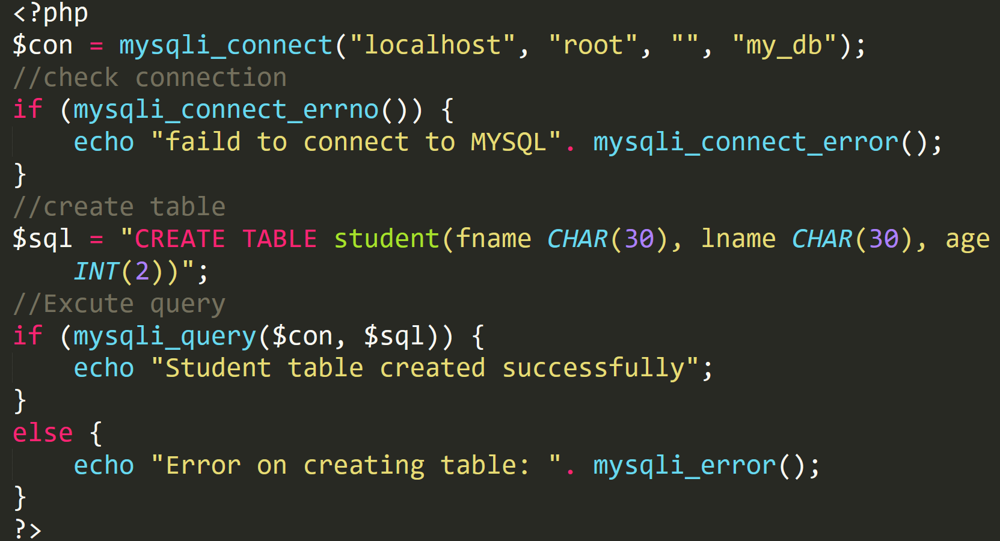 <?php
$con = mysqli_connect("localhost", "root", "", "my_db");
//check connection
if (mysqli_connect_errno()) {
    echo "faild to connect to MYSQL". mysqli_connect_error();
}
//create table
$sql = "CREATE TABLE student(fname CHAR(30), lname CHAR(30), age
    INT(2))";
//Excute query
if (mysqli_query($con, $sql)) {
    echo "Student table created successfully";
}
else {
    echo "Error on creating table: ". mysqli_error();
}
?>